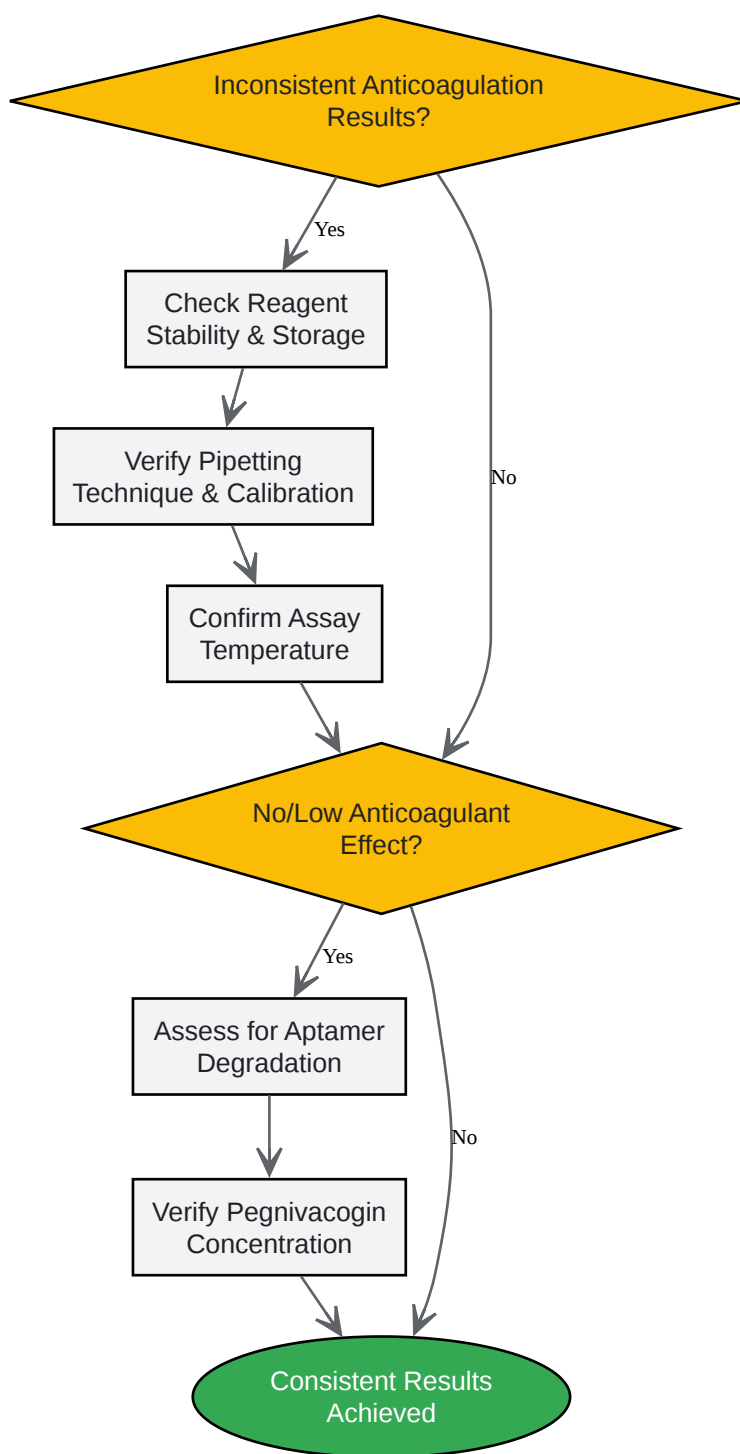 Inconsistent Anticoagulation
Results?
Yes
Check Reagent
Stability & Storage
Verify Pipetting
Technique & Calibration
No
Confirm Assay
Temperature
No/Low Anticoagulant
Effect?
Yes
Assess for Aptamer
Degradation
No
Verify Pegnivacogin
Concentration
Consistent Results
Achieved